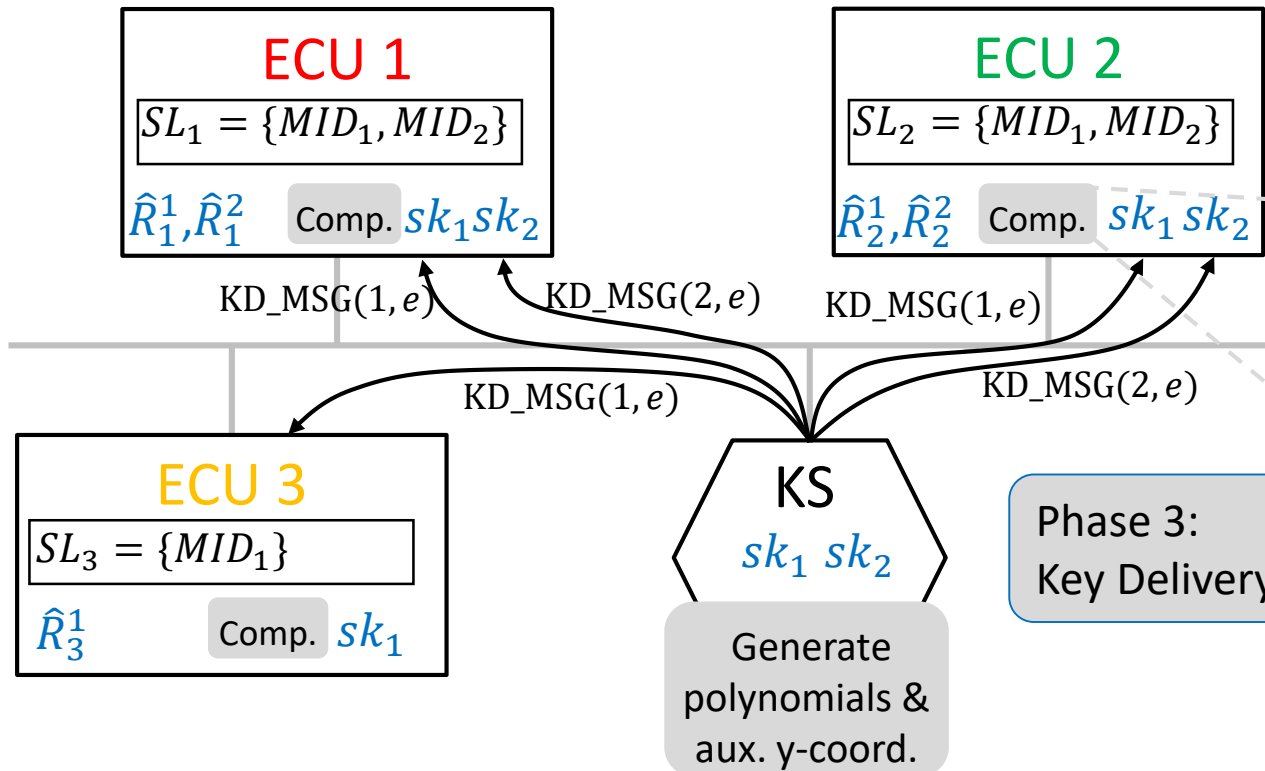 ECU 1
SL₁ = {MID₁, MID₂}
R̂₁¹,R̂₁² Comp. sk₁sk₂
ECU 2
SL₂ = {MID₁, MID₂}
R̂₂¹,R̂₂² Comp. sk₁ sk₂
KD_MSG(1, e)
KD_MSG(2, e)
KD_MSG(1, e)
KD_MSG(1, e)
KD_MSG(2, e)
ECU 3
SL₃ = {MID₁}
R̂₃¹ Comp. sk₁
KS
sk₁ sk₂
Generate
polynomials &
aux. y-coord.
Phase 3:
Key Delivery